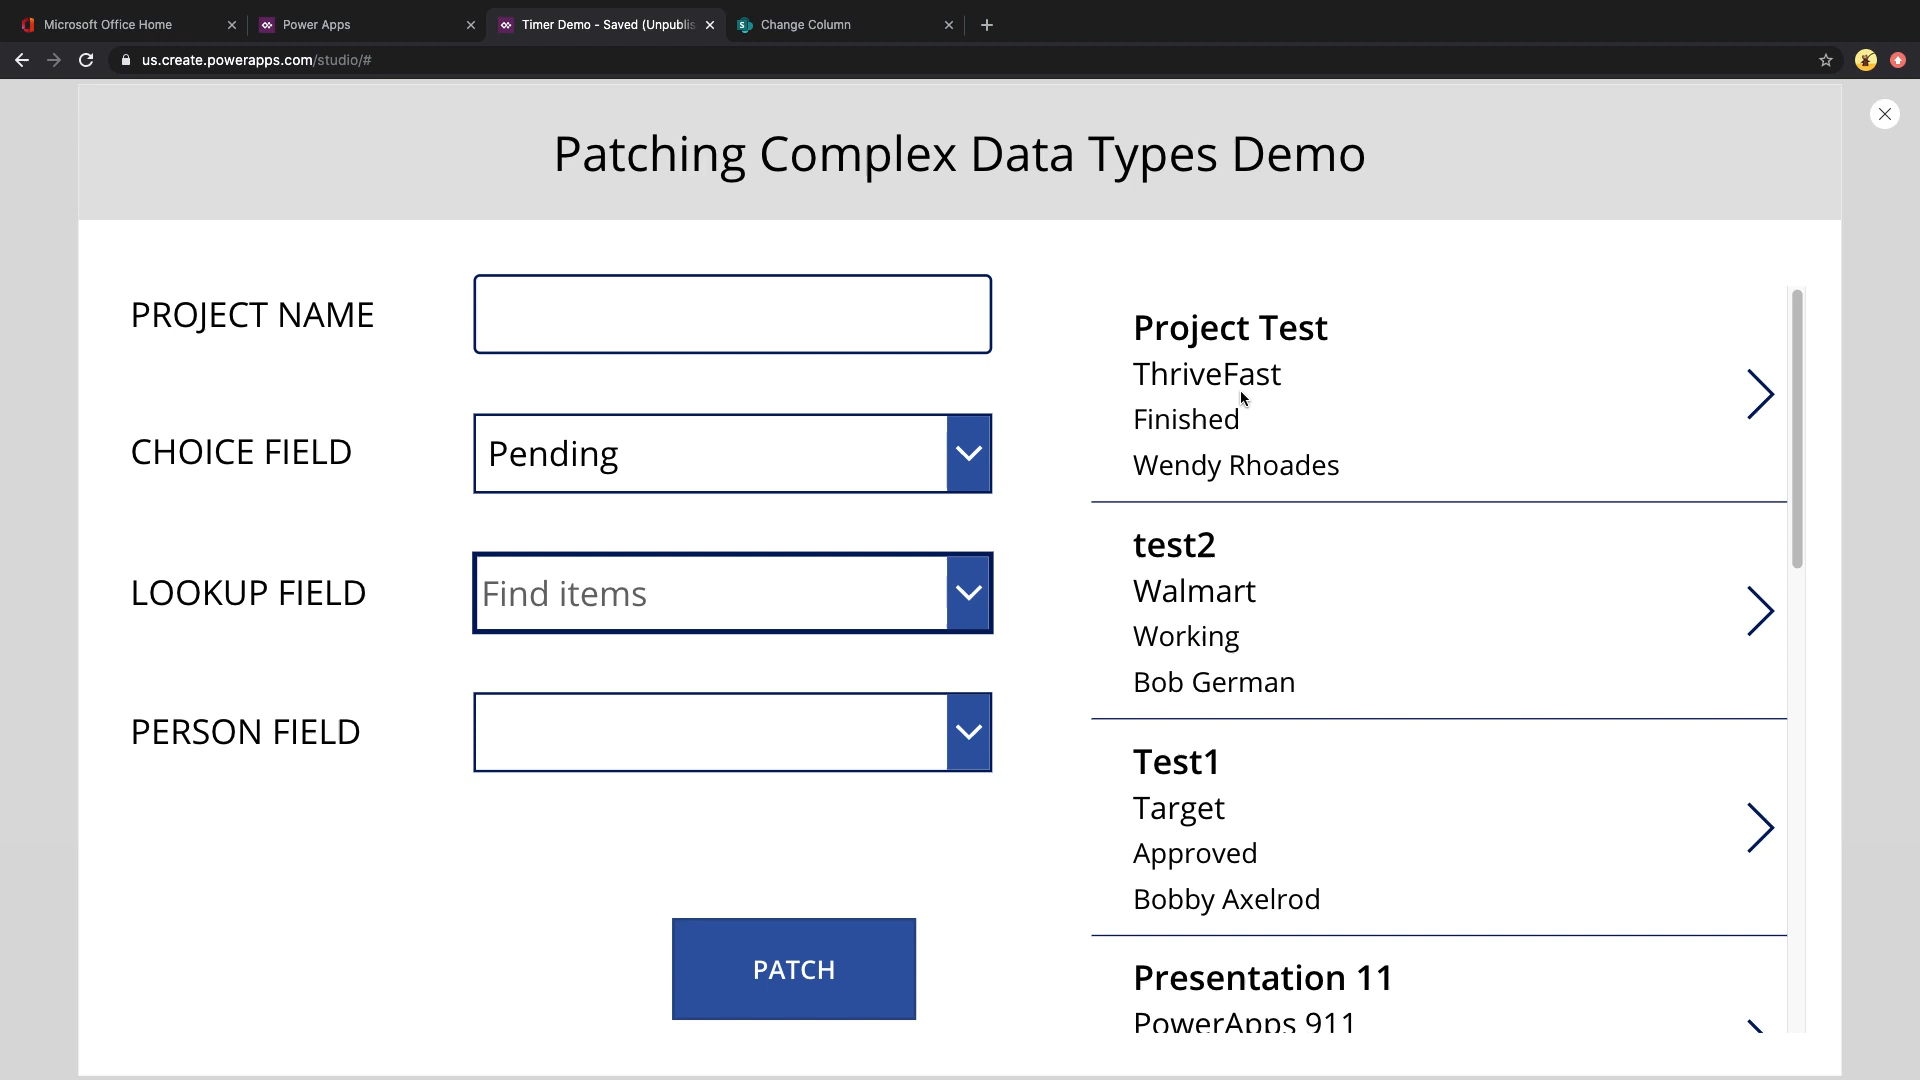 Microsoft Office Home
Power Apps
Timer Demo - Saved (Unpublis
Change Column
us.create.powerapps.com/studio/#
Patching Complex Data Types Demo
PROJECT NAME
CHOICE FIELD
Pending
LOOKUP FIELD
Find items
PERSON FIELD
PATCH
Project Test
ThriveFast
Finished
Wendy Rhoades
test2
Walmart
Working
Bob German
Test1
Target
Approved
Bobby Axelrod
Presentation 11
PowerApps 911